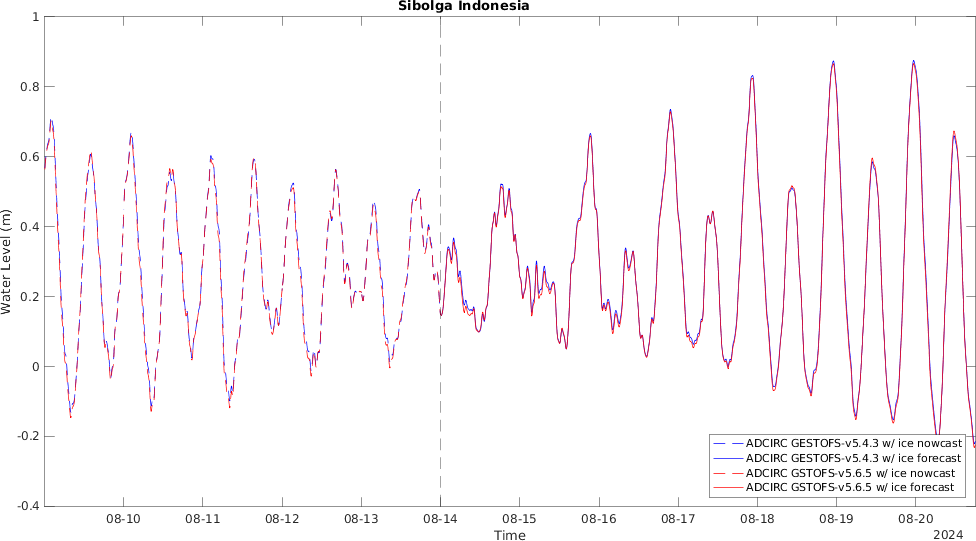 Sibolga Indonesia
1
0.8
0.6
0.4
0.2
0
-0.2
-0.4
Water Level (m)
ADCIRC GESTOFS-v5.4.3 w/ ice nowcast
ADCIRC GESTOFS-v5.4.3 w/ ice forecast
ADCIRC GSTOFS-v5.6.5 w/ ice nowcast
ADCIRC GSTOFS-v5.6.5 w/ ice forecast
08-10 08-11 08-12 08-13 08-14 08-15 08-16 08-17 08-18 08-19 08-20
Time
2024